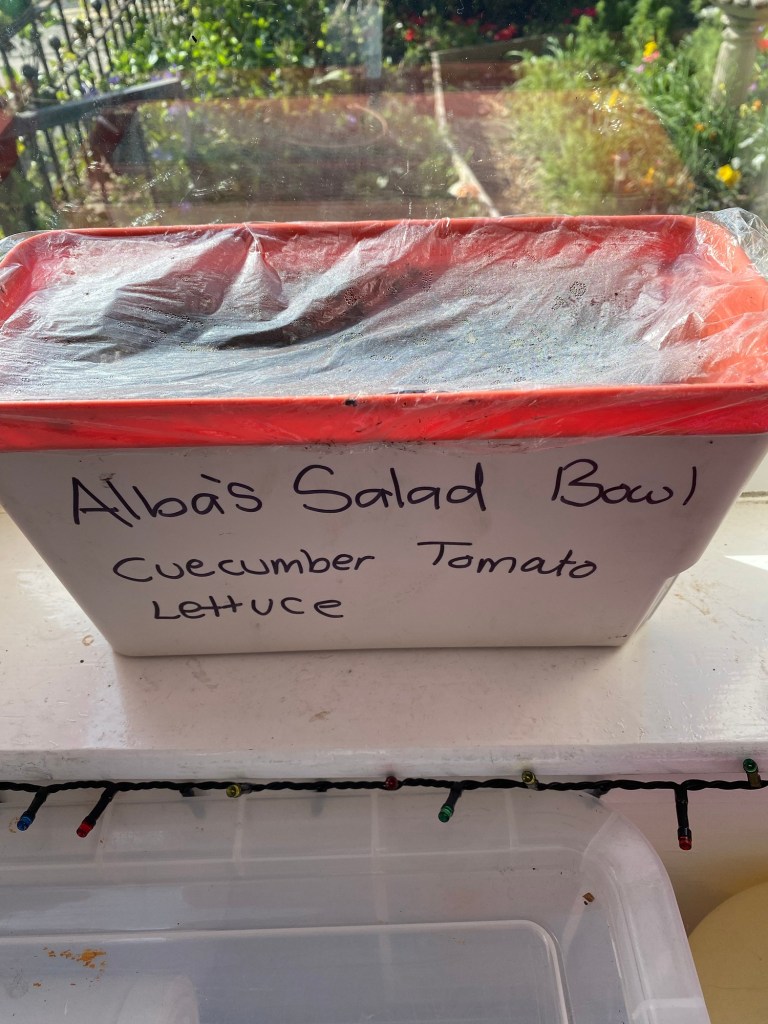 Alba's Salad Bowl
Cuecumber Tomato
Lettuce